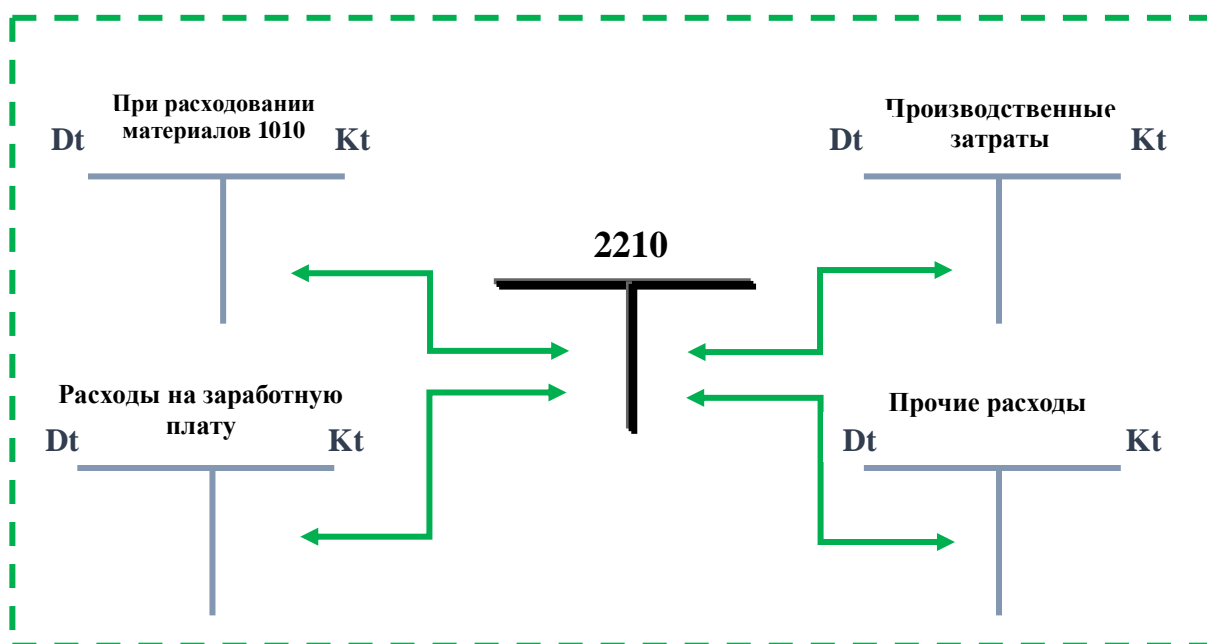 При расходовании
материалов 1010
Dt Kt
Производственные
затраты
Dt Kt
2210
Расходы на заработную
плату
Dt Kt
Прочие расходы
Dt Kt